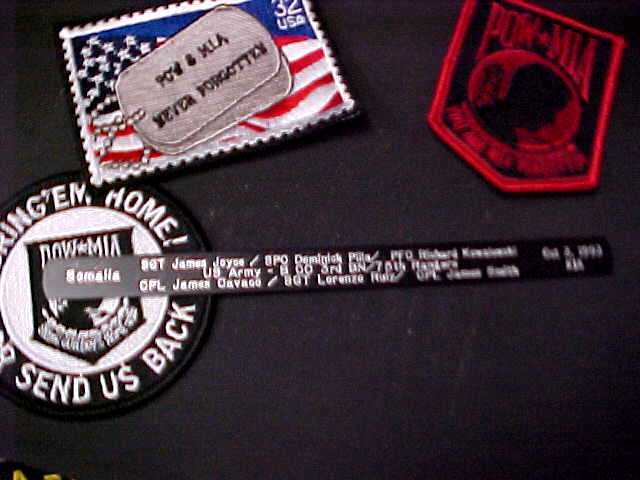 32
USA
POW & MIA
NEVER FORGOTTEN
POW★MIA
BRING 'EM HOME!
OR SEND US BACK
POW★MIA
Somalia
SGT James Joyce / SPC Dominick Pilla / PFC Richard Kowalewski
Oct 3, 1993
US Army - B CO 3rd BN / 75th Rangers
KIA
CPL James Cavaco / SGT Lorenzo Ruiz / CPL James Smith